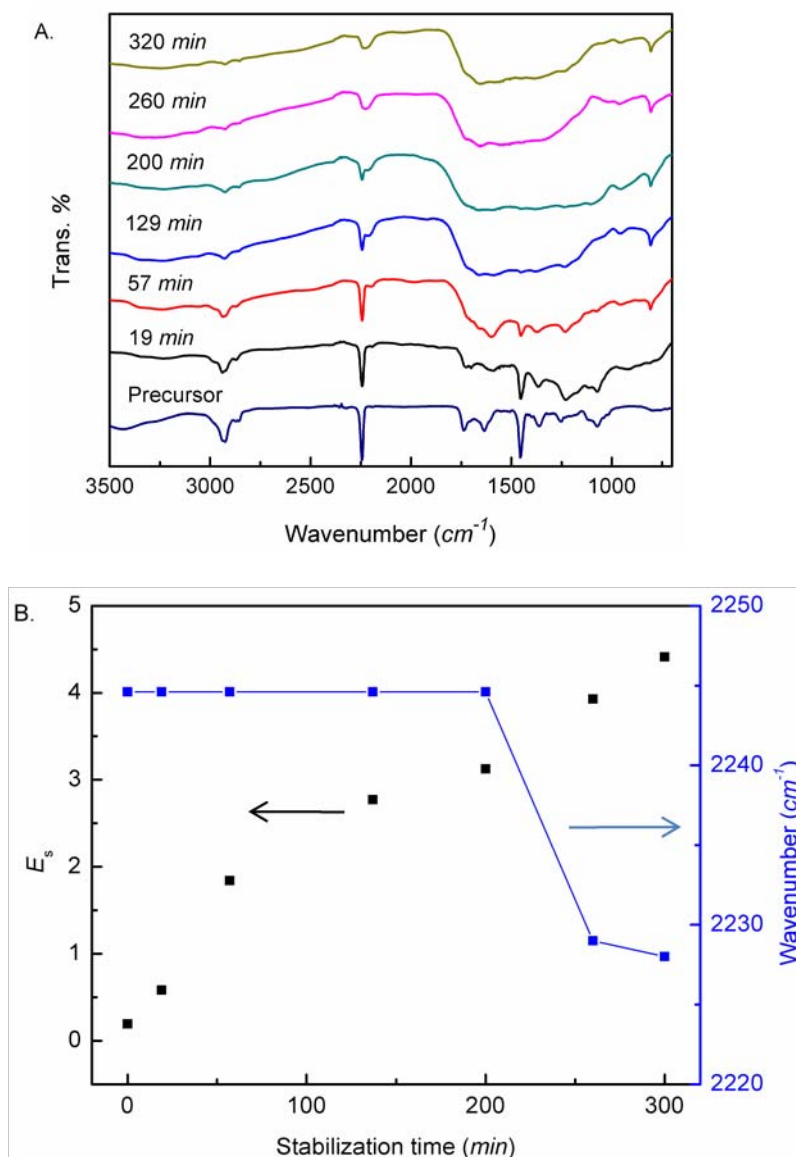 A.
320 min
260 min
200 min
129 min
57 min
19 min
Precursor
Trans. %
3500 3000 2500 2000 1500 1000
Wavenumber (cm⁻¹)
B.
5
4
3
2
1
0
E_s
2250
2240
2230
2220
Wavenumber (cm⁻¹)
0 100 200 300
Stabilization time (min)